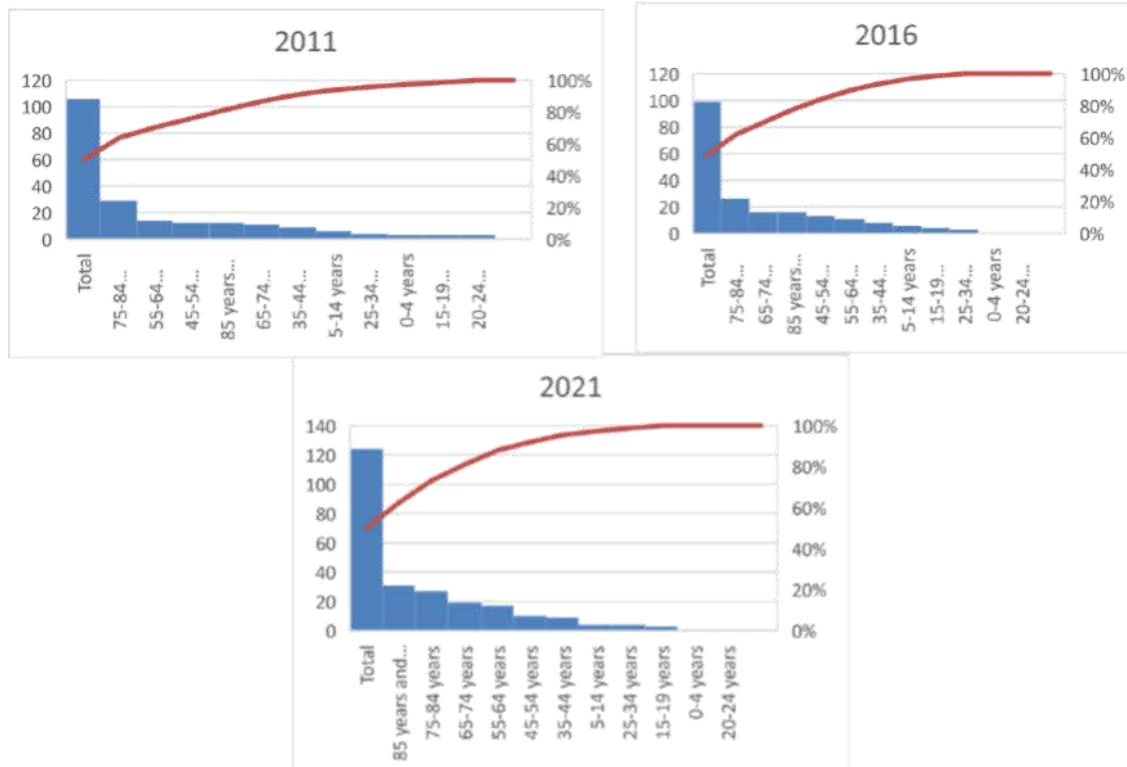 2011
120
100
80
60
40
20
0
100%
80%
60%
40%
20%
0%
Total
75-84...
55-64...
45-54...
85 years...
65-74...
35-44...
5-14 years
25-34...
0-4 years
15-19...
20-24...
2016
120
100
80
60
40
20
0
100%
80%
60%
40%
20%
0%
Total
75-84...
65-74...
85 years...
45-54...
55-64...
35-44...
5-14 years
15-19...
25-34...
0-4 years
20-24...
2021
140
120
100
80
60
40
20
0
100%
80%
60%
40%
20%
0%
Total
85 years and...
75-84 years
65-74 years
55-64 years
45-54 years
35-44 years
5-14 years
25-34 years
15-19 years
0-4 years
20-24 years